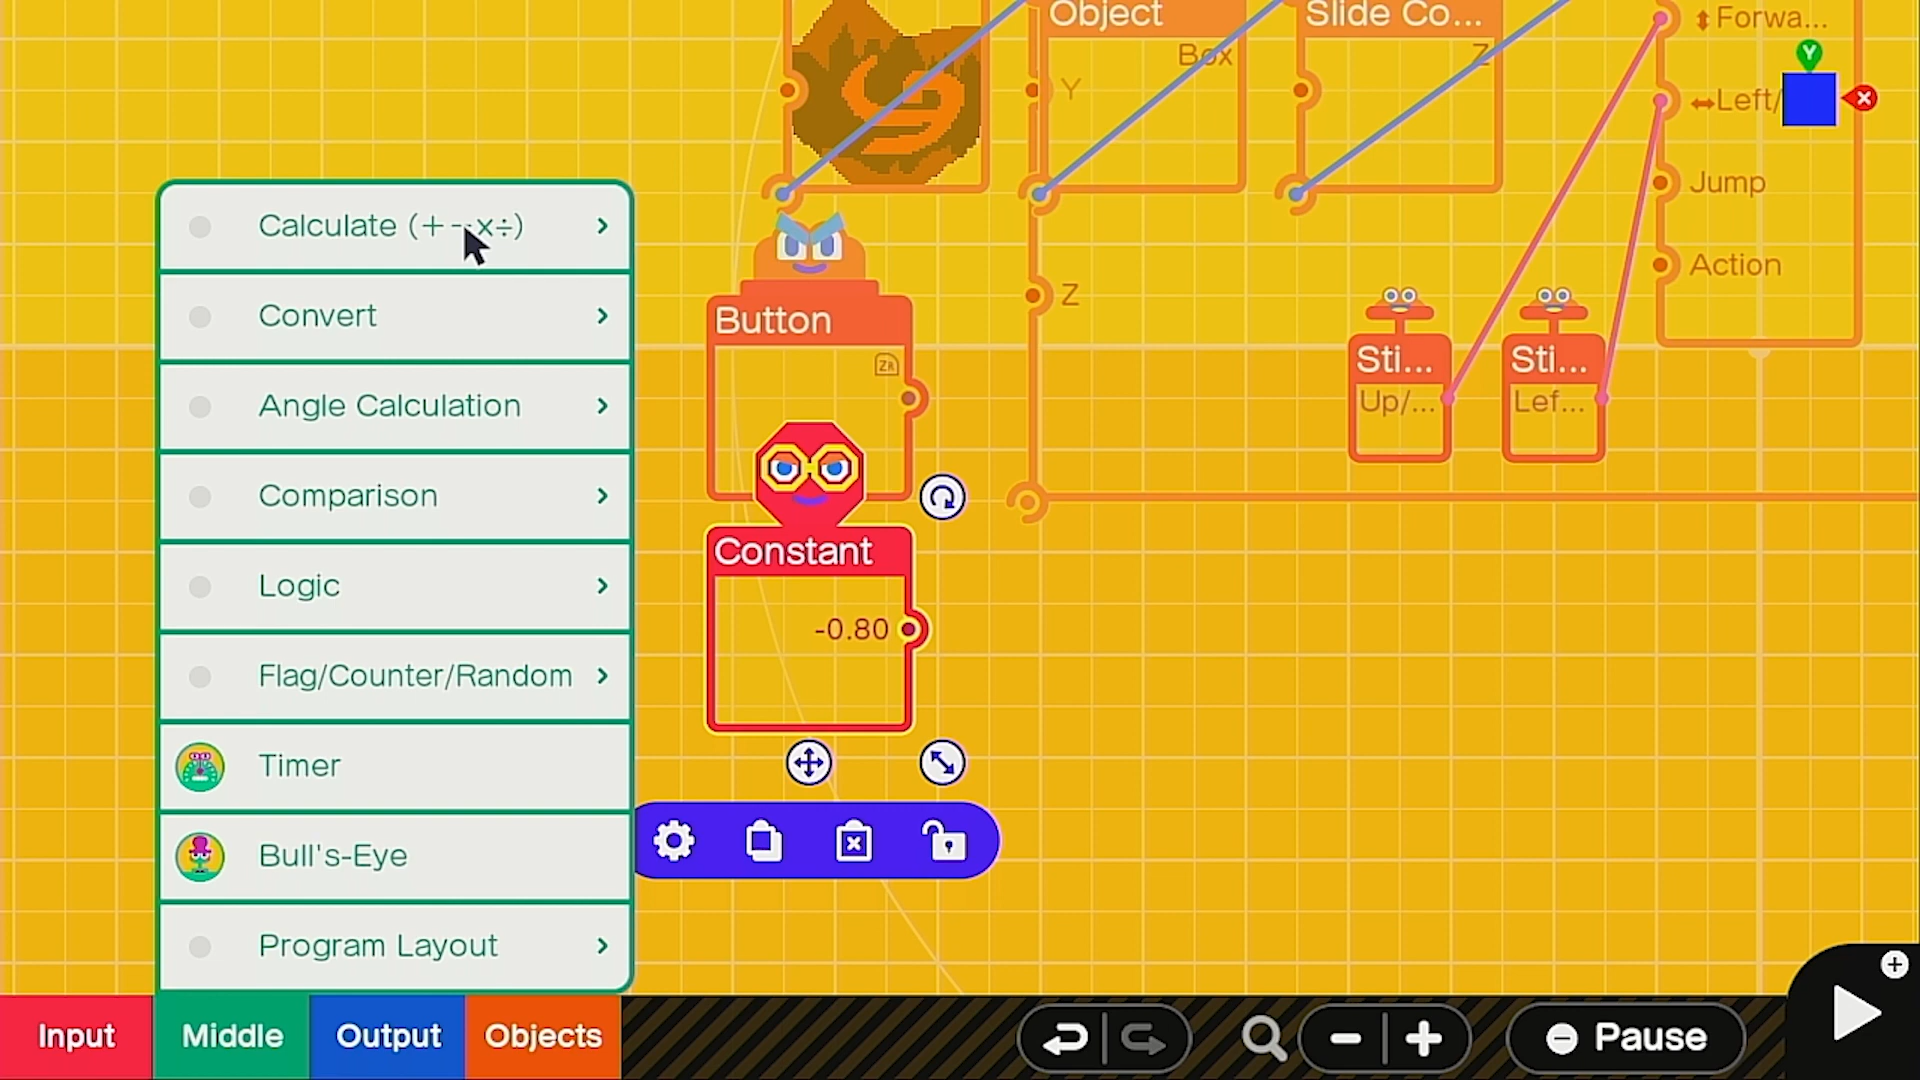 Object
Box
Y
Z
Slide Co...
Z
Forwa...
Left/
Jump
Action
Y
X
Calculate (+-×÷)
Convert
Angle Calculation
Comparison
Logic
Flag/Counter/Random
Timer
Bull's-Eye
Program Layout
Button
ZR
Constant
-0.80
Sti...
Up/...
Sti...
Lef...
Input
Middle
Output
Objects
Pause